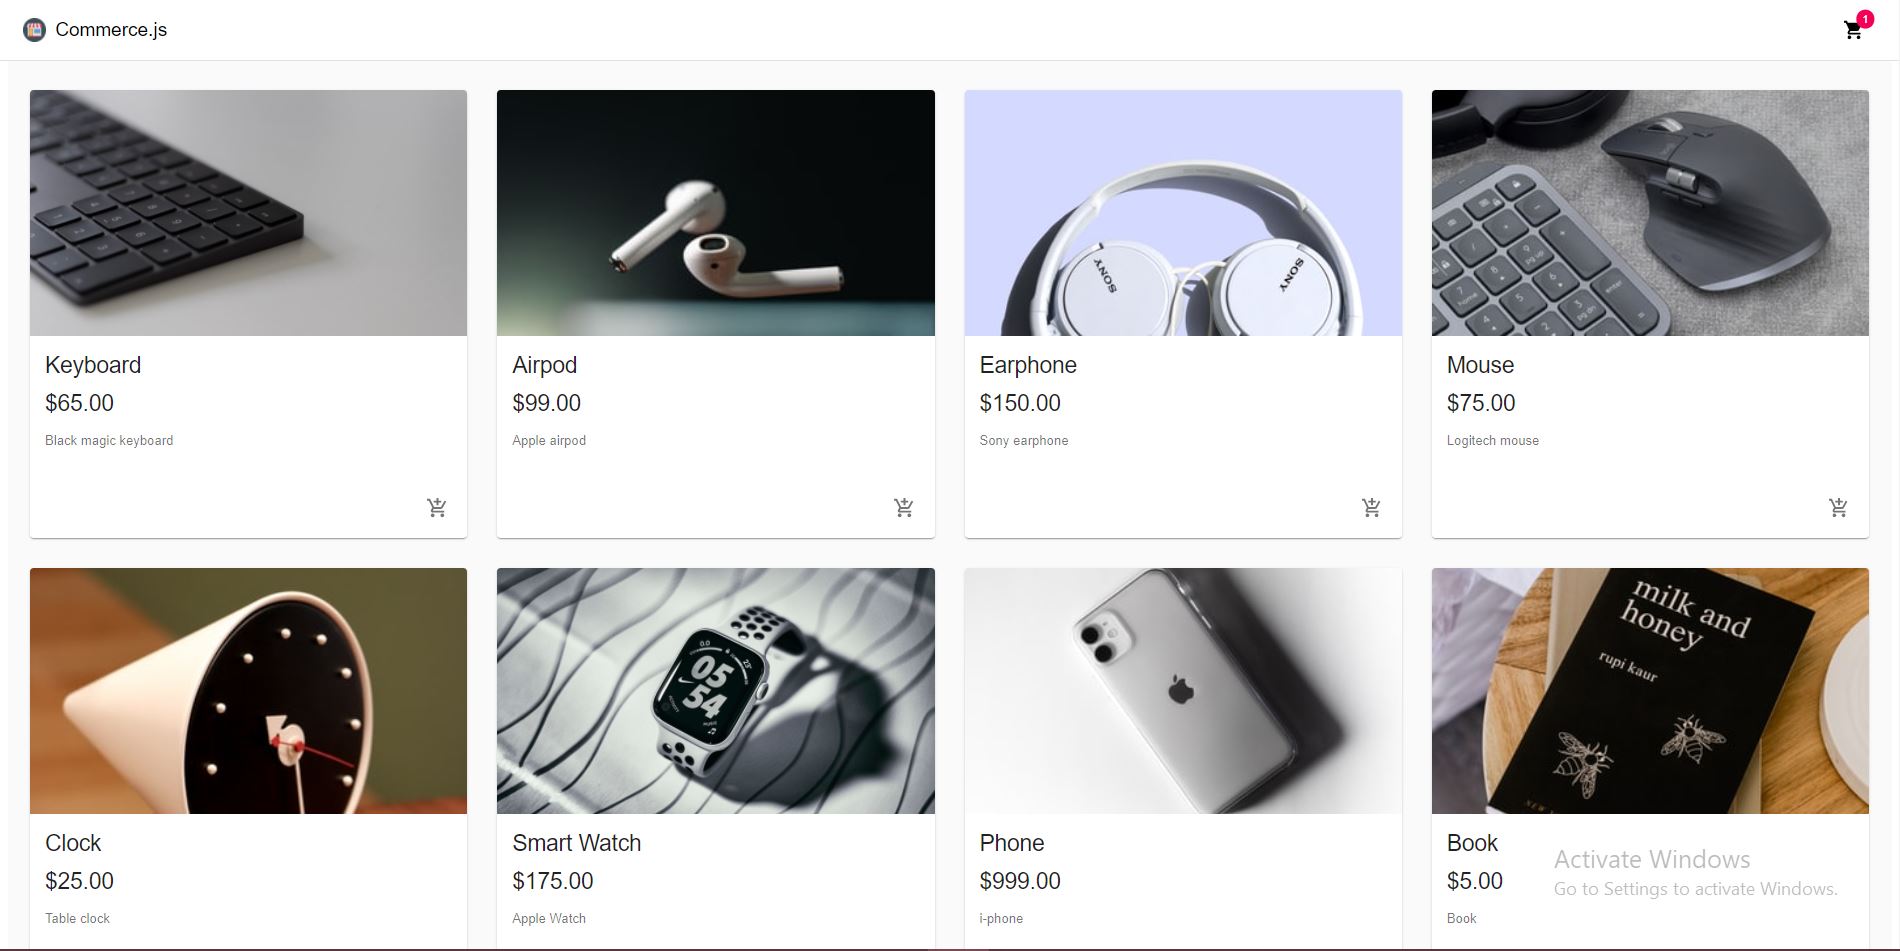 Commerce.js
1
SONY
SONY
Keyboard
$65.00
Black magic keyboard
Airpod
$99.00
Apple airpod
Earphone
$150.00
Sony earphone
Mouse
$75.00
Logitech mouse
05
54
milk and
honey
rupi kaur
Clock
$25.00
Table clock
Smart Watch
$175.00
Apple Watch
Phone
$999.00
i-phone
Book
$5.00
Book
Activate Windows
Go to Settings to activate Windows.